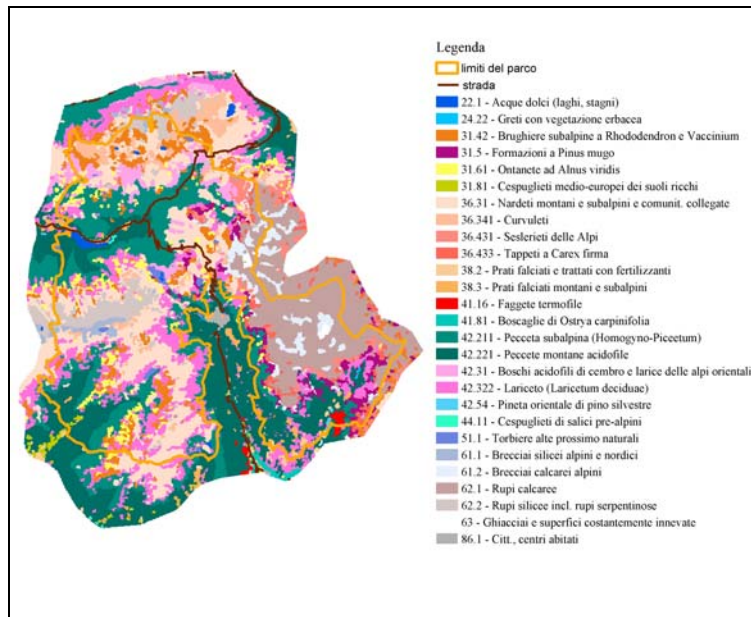 Legenda
limiti del parco
strada
22.1 - Acque dolci (laghi, stagni)
24.22 - Greti con vegetazione erbacea
31.42 - Brughiere subalpine a Rhododendron e Vaccinium
31.5 - Formazioni a Pinus mugo
31.61 - Ontanete ad Alnus viridis
31.81 - Cespuglieti medio-europei dei suoli ricchi
36.31 - Nardeti montani e subalpini e comunit. collegate
36.341 - Curvuleti
36.431 - Seslerieti delle Alpi
36.433 - Tappeti a Carex firma
38.2 - Prati falciati e trattati con fertilizzanti
38.3 - Prati falciati montani e subalpini
41.16 - Faggete termofile
41.81 - Boscaglie di Ostrya carpinifolia
42.211 - Pecceta subalpina (Homogyno-Piceetum)
42.221 - Peccete montane acidofile
42.31 - Boschi acidofili di cembro e larice delle alpi orientali
42.322 - Lariceto (Laricetum deciduae)
42.54 - Pineta orientale di pino silvestre
44.11 - Cespuglieti di salici pre-alpini
51.1 - Torbiere alte prossimo naturali
61.1 - Brecciai silicei alpini e nordici
61.2 - Brecciai calcarei alpini
62.1 - Rupi calcaree
62.2 - Rupi silicee incl. rupi serpentinose
63 - Ghiacciai e superfici costantemente innevate
86.1 - Citt., centri abitati